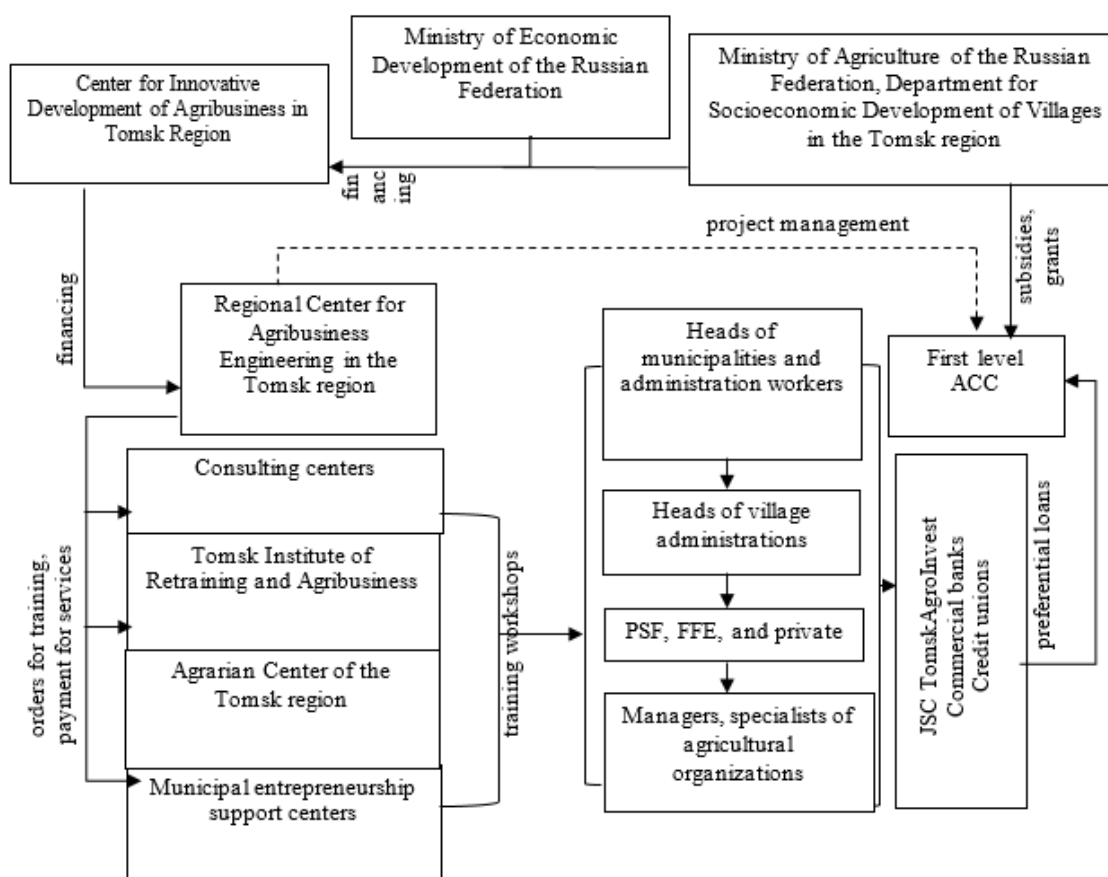 Ministry of Economic
Development of the Russian
Federation
Ministry of Agriculture of the Russian
Federation, Department for
Socioeconomic Development of Villages
in the Tomsk region
Center for Innovative
Development of Agribusiness in
Tomsk Region
fin
anc
ing
project management
subsidies,
grants
financing
Regional Center for
Agribusiness
Engineering in the
Tomsk region
Heads of
municipalities and
administration workers
First level
ACC
Consulting centers
Heads of village
administrations
Tomsk Institute of
Retraining and Agribusiness
orders for training,
payment for services
training workshops
PSF, FFE, and private
JSC TomskAgroInvest
Commercial banks
Credit unions
preferential loans
Agrarian Center of the
Tomsk region
Managers, specialists of
agricultural
organizations
Municipal entrepreneurship
support centers